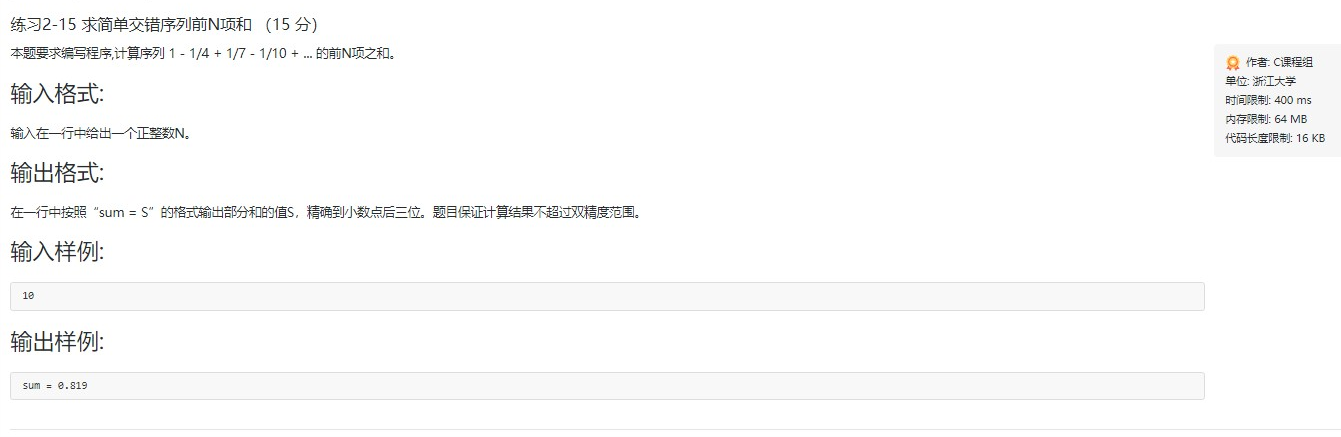 练习2-15 求简单交错序列前N项和 （15 分）
本题要求编写程序,计算序列 1 - 1/4 + 1/7 - 1/10 + ... 的前N项之和。
作者: C课程组
单位: 浙江大学
时间限制: 400 ms
内存限制: 64 MB
代码长度限制: 16 KB
输入格式:
输入在一行中给出一个正整数N。
输出格式:
在一行中按照“sum = S”的格式输出部分和的值S，精确到小数点后三位。题目保证计算结果不超过双精度范围。
输入样例:
10
输出样例:
sum = 0.819